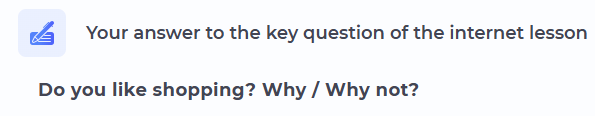 Your answer to the key question of the internet lesson
Do you like shopping? Why / Why not?